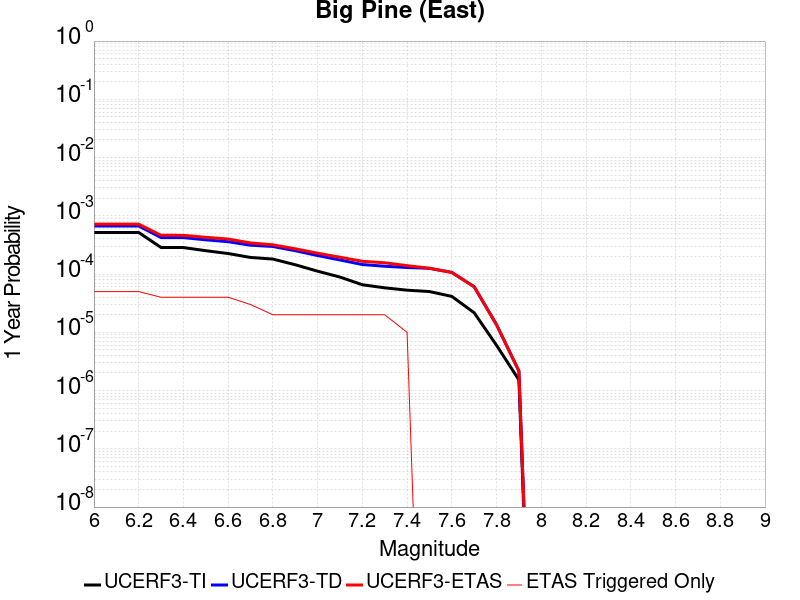 Big Pine (East)
1 Year Probability
10^0
10^-1
10^-2
10^-3
10^-4
10^-5
10^-6
10^-7
10^-8
6 6.2 6.4 6.6 6.8 7 7.2 7.4 7.6 7.8 8 8.2 8.4 8.6 8.8 9
Magnitude
UCERF3-TI UCERF3-TD UCERF3-ETAS ETAS Triggered Only